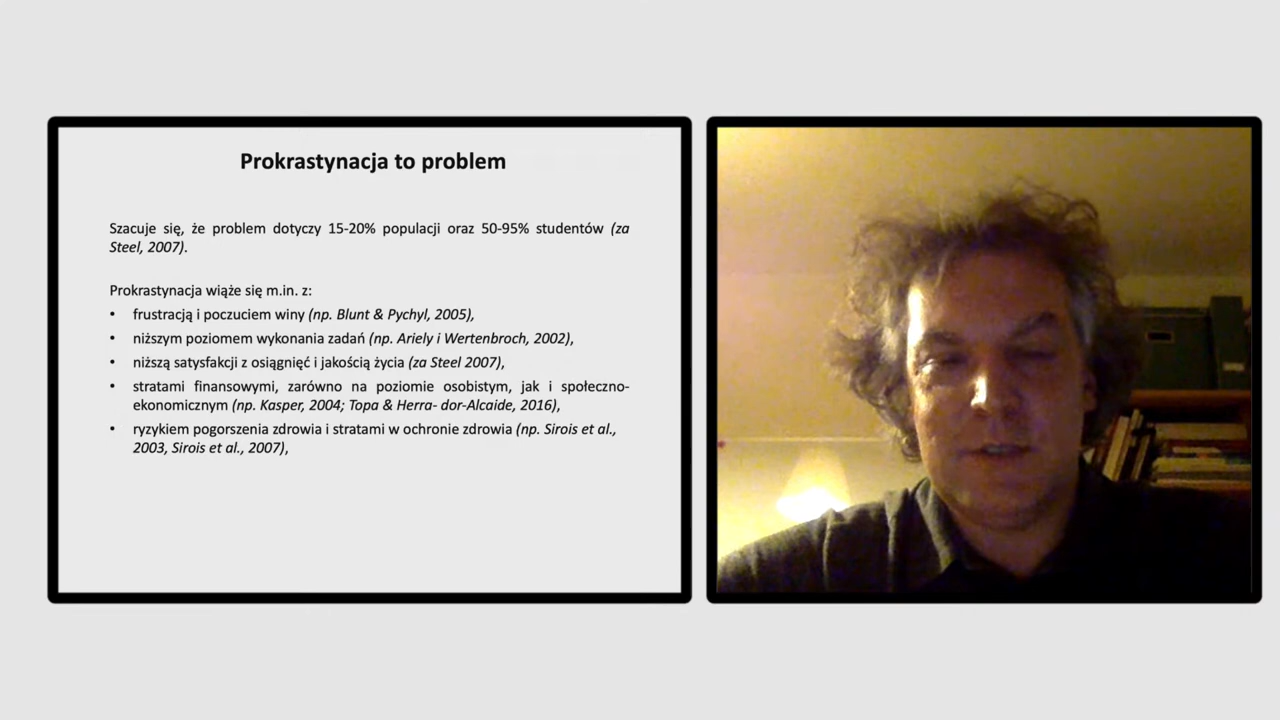 Prokrastynacja to problem
Szacuje się, że problem dotyczy 15-20% populacji oraz 50-95% studentów (za
Steel, 2007).
Prokrastynacja wiąże się m.in. z:
• frustracją i poczuciem winy (np. Blunt & Pychyl, 2005),
• niższym poziomem wykonania zadań (np. Ariely i Wertenbroch, 2002),
• niższą satysfakcji z osiągnięć i jakością życia (za Steel 2007),
• stratami finansowymi, zarówno na poziomie osobistym, jak i społeczno-
ekonomicznym (np. Kasper, 2004; Topa & Herra- dor-Alcaide, 2016),
• ryzykiem pogorszenia zdrowia i stratami w ochronie zdrowia (np. Sirois et al.,
2003, Sirois et al., 2007),